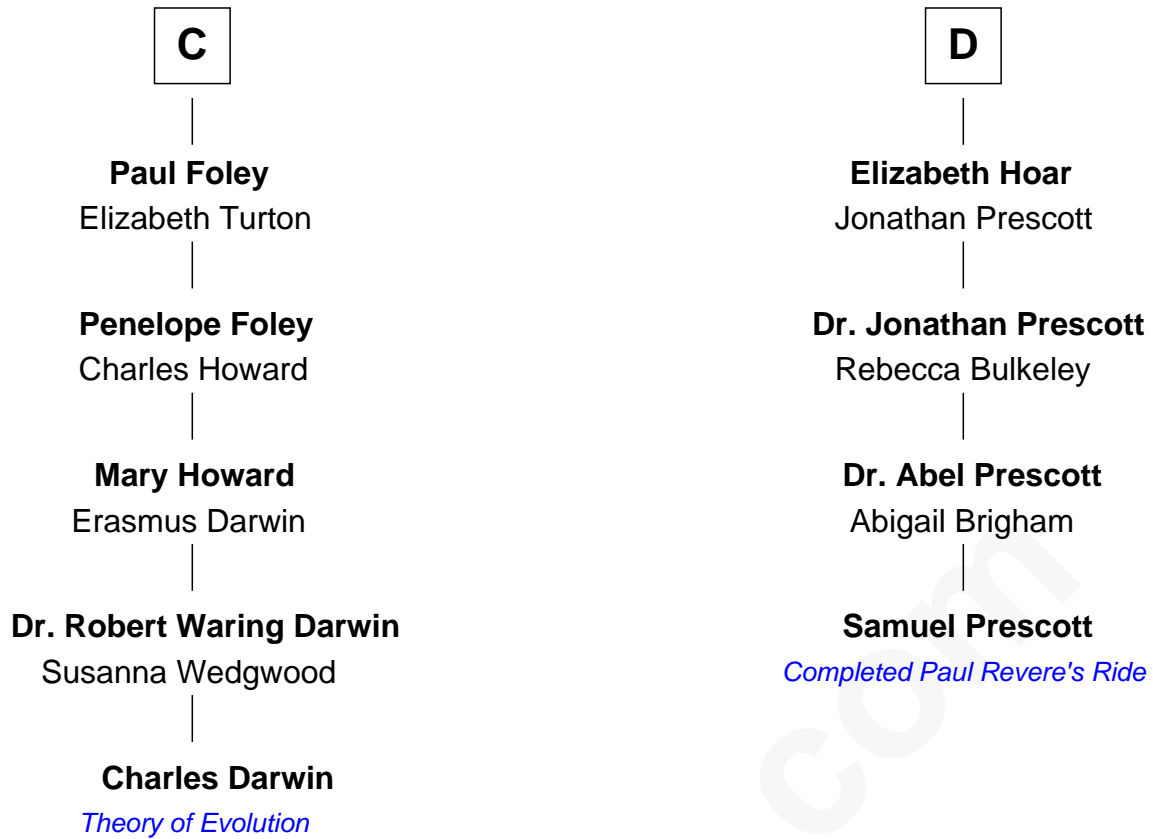 C
Paul Foley
Elizabeth Turton
Penelope Foley
Charles Howard
Mary Howard
Erasmus Darwin
Dr. Robert Waring Darwin
Susanna Wedgwood
Charles Darwin
Theory of Evolution
D
Elizabeth Hoar
Jonathan Prescott
Dr. Jonathan Prescott
Rebecca Bulkeley
Dr. Abel Prescott
Abigail Brigham
Samuel Prescott
Completed Paul Revere's Ride
com